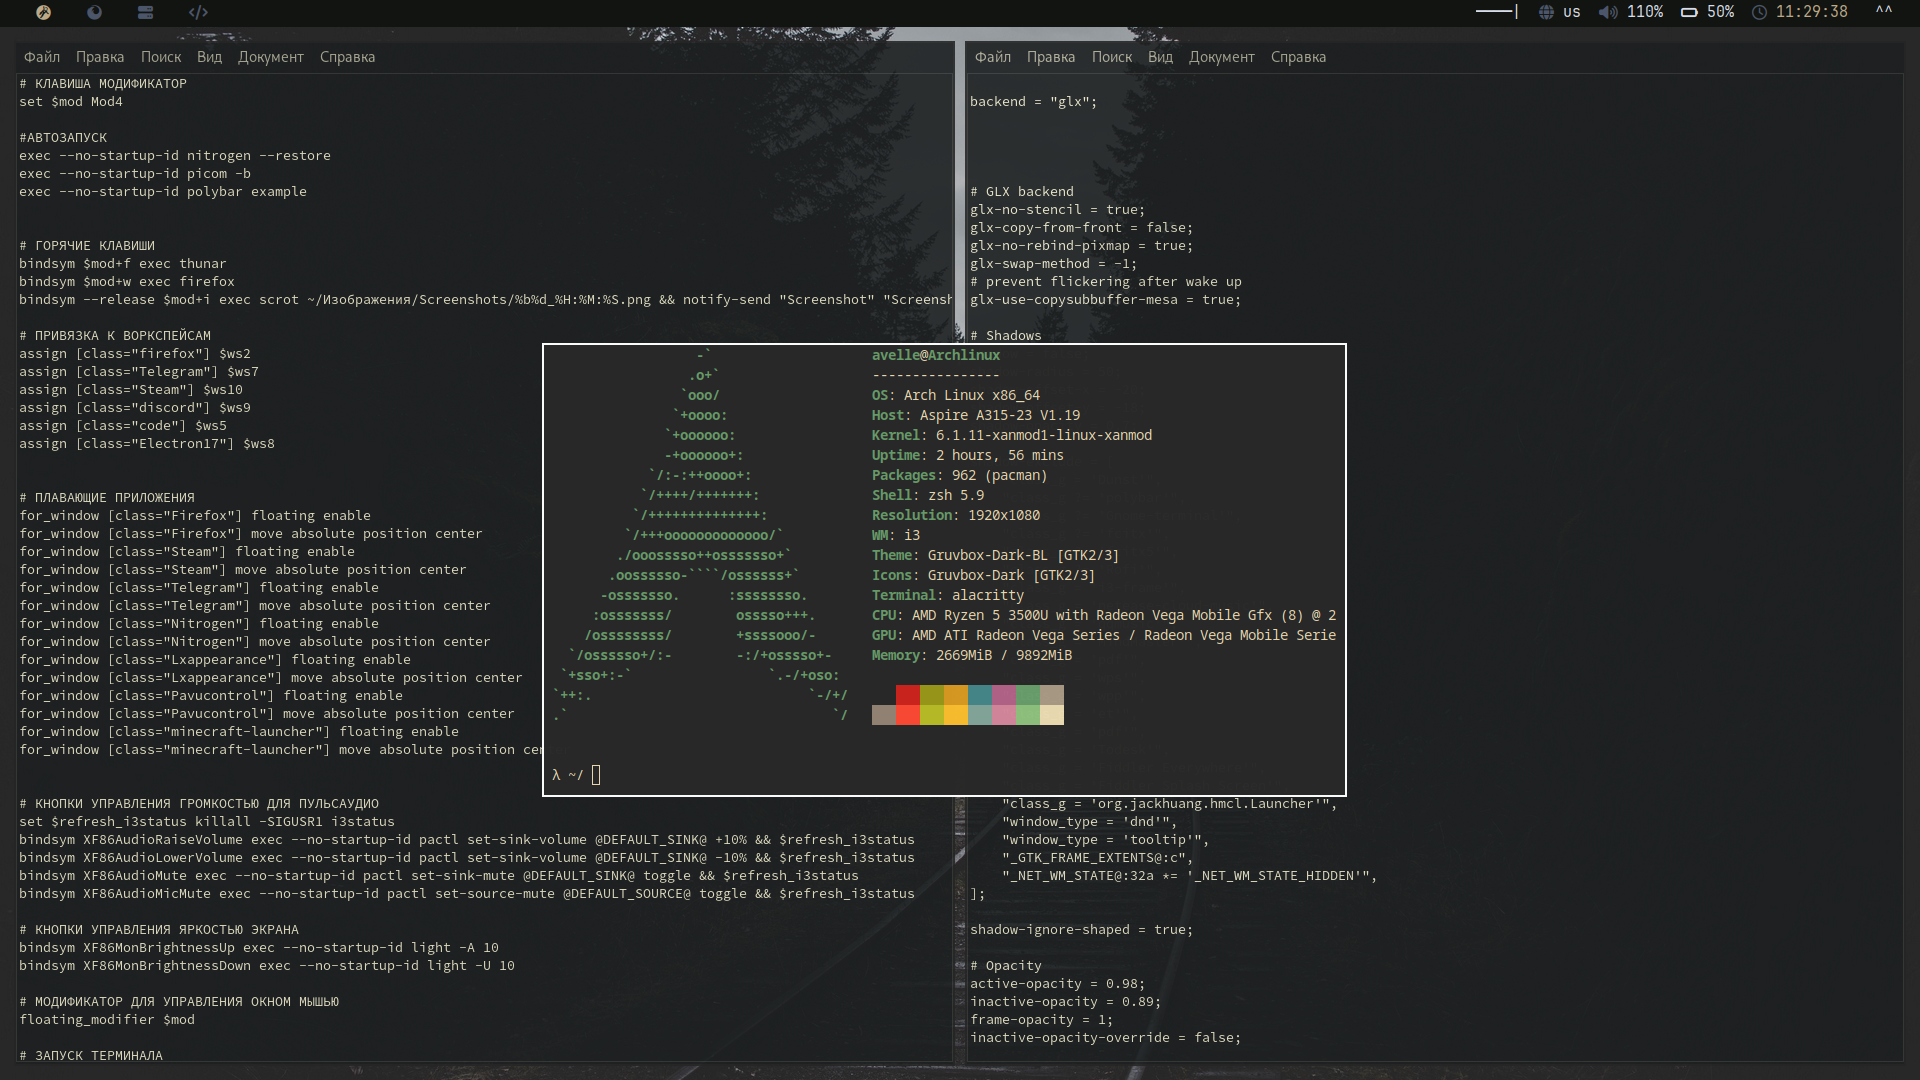 US 110% 50% 11:29:38 ^^
Файл Правка Поиск Вид Документ Справка
# КЛАВИША МОДИФИКАТОР
set $mod Mod4
#АВТОЗАПУСК
exec --no-startup-id nitrogen --restore
exec --no-startup-id picom -b
exec --no-startup-id polybar example
# ГОРЯЧИЕ КЛАВИШИ
bindsym $mod+f exec thunar
bindsym $mod+w exec firefox
bindsym --release $mod+i exec scrot ~/Изображения/Screenshots/%b%d_%H:%M:%S.png && notify-send "Screenshot" "Screensh
# ПРИВЯЗКА К ВОРКСПЕЙСАМ
assign [class="firefox"] $ws2
assign [class="Telegram"] $ws7
assign [class="Steam"] $ws10
assign [class="discord"] $ws9
assign [class="code"] $ws5
assign [class="Electron17"] $ws8
# ПЛАВАЮЩИЕ ПРИЛОЖЕНИЯ
for_window [class="Firefox"] floating enable
for_window [class="Firefox"] move absolute position center
for_window [class="Steam"] floating enable
for_window [class="Steam"] move absolute position center
for_window [class="Telegram"] floating enable
for_window [class="Telegram"] move absolute position center
for_window [class="Nitrogen"] floating enable
for_window [class="Nitrogen"] move absolute position center
for_window [class="Lxappearance"] floating enable
for_window [class="Lxappearance"] move absolute position center
for_window [class="Pavucontrol"] floating enable
for_window [class="Pavucontrol"] move absolute position center
for_window [class="minecraft-launcher"] floating enable
for_window [class="minecraft-launcher"] move absolute position cen
# КНОПКИ УПРАВЛЕНИЯ ГРОМКОСТЬЮ ДЛЯ ПУЛЬСАУДИО
set $refresh_i3status killall -SIGUSR1 i3status
bindsym XF86AudioRaiseVolume exec --no-startup-id pactl set-sink-volume @DEFAULT_SINK@ +10% && $refresh_i3status
bindsym XF86AudioLowerVolume exec --no-startup-id pactl set-sink-volume @DEFAULT_SINK@ -10% && $refresh_i3status
bindsym XF86AudioMute exec --no-startup-id pactl set-sink-mute @DEFAULT_SINK@ toggle && $refresh_i3status
bindsym XF86AudioMicMute exec --no-startup-id pactl set-source-mute @DEFAULT_SOURCE@ toggle && $refresh_i3status
# КНОПКИ УПРАВЛЕНИЯ ЯРКОСТЬЮ ЭКРАНА
bindsym XF86MonBrightnessUp exec --no-startup-id light -A 10
bindsym XF86MonBrightnessDown exec --no-startup-id light -U 10
# МОДИФИКАТОР ДЛЯ УПРАВЛЕНИЯ ОКНОМ МЫШЬЮ
floating_modifier $mod
# ЗАПУСК ТЕРМИНАЛА
Файл Правка Поиск Вид Документ Справка
backend = "glx";
# GLX backend
glx-no-stencil = true;
glx-copy-from-front = false;
glx-no-rebind-pixmap = true;
glx-swap-method = -1;
# prevent flickering after wake up
glx-use-copysubbuffer-mesa = true;
# Shadows
"class_g = 'org.jackhuang.hmcl.Launcher'",
"window_type = 'dnd'",
"window_type = 'tooltip'",
"_GTK_FRAME_EXTENTS@:c",
"_NET_WM_STATE@:32a *= '_NET_WM_STATE_HIDDEN'",
];
shadow-ignore-shaped = true;
# Opacity
active-opacity = 0.98;
inactive-opacity = 0.89;
frame-opacity = 1;
inactive-opacity-override = false;
-` avelle@Archlinux
.o+` ----------------
`ooo/ OS: Arch Linux x86_64
`+oooo: Host: Aspire A315-23 V1.19
`+oooooo: Kernel: 6.1.11-xanmod1-linux-xanmod
-+oooooo+: Uptime: 2 hours, 56 mins
`/:-:++oooo+: Packages: 962 (pacman)
`/++++/+++++++: Shell: zsh 5.9
`/++++++++++++++: Resolution: 1920x1080
`/+++ooooooooooooo/` WM: i3
./ooosssso++osssssso+` Theme: Gruvbox-Dark-BL [GTK2/3]
.oossssso-````/ossssss+` Icons: Gruvbox-Dark [GTK2/3]
-osssssso. :ssssssso. Terminal: alacritty
:osssssss/ osssso+++. CPU: AMD Ryzen 5 3500U with Radeon Vega Mobile Gfx (8) @ 2
/ossssssss/ +ssssooo/- GPU: AMD ATI Radeon Vega Series / Radeon Vega Mobile Serie
`/ossssso+/:- -:/+osssso+- Memory: 2669MiB / 9892MiB
`+sso+:-` `.-/+oso:
`++:. `-/+/
.` `/
λ ~/